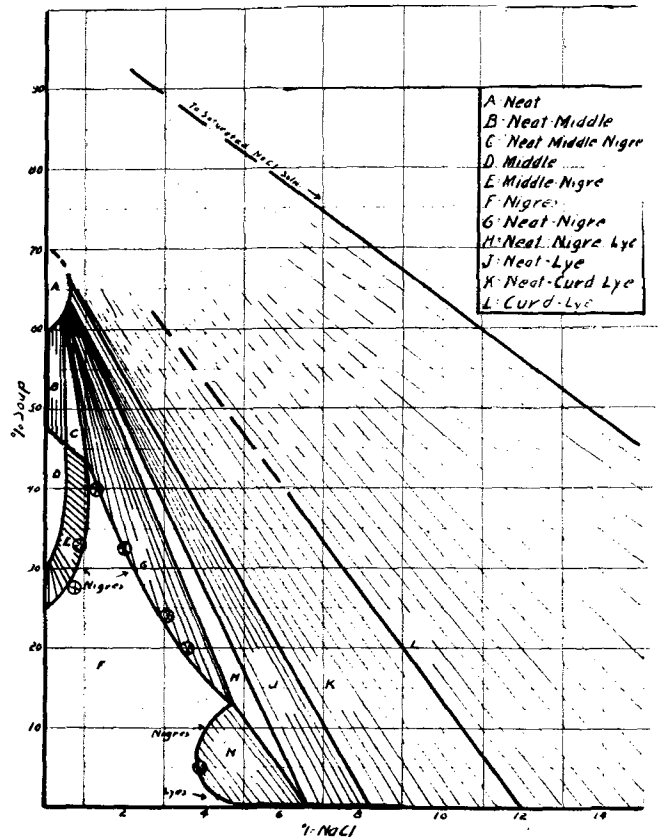 90
80
70
60
50
40
30
20
10
% Soap
2
4
6
8
10
12
14
% NaCl
To Saturated NaCl Soln
A Neat
B Neat-Middle
C Neat Middle Nigre
D Middle
E Middle-Nigre
F Nigres
G Neat-Nigre
H Neat Nigre Lye
J Neat-Lye
K Neat-Curd Lye
L Curd-Lye
A
B
C
D
E
Nigres
G
F
H
J
K
L
Nigres
N
Lyes